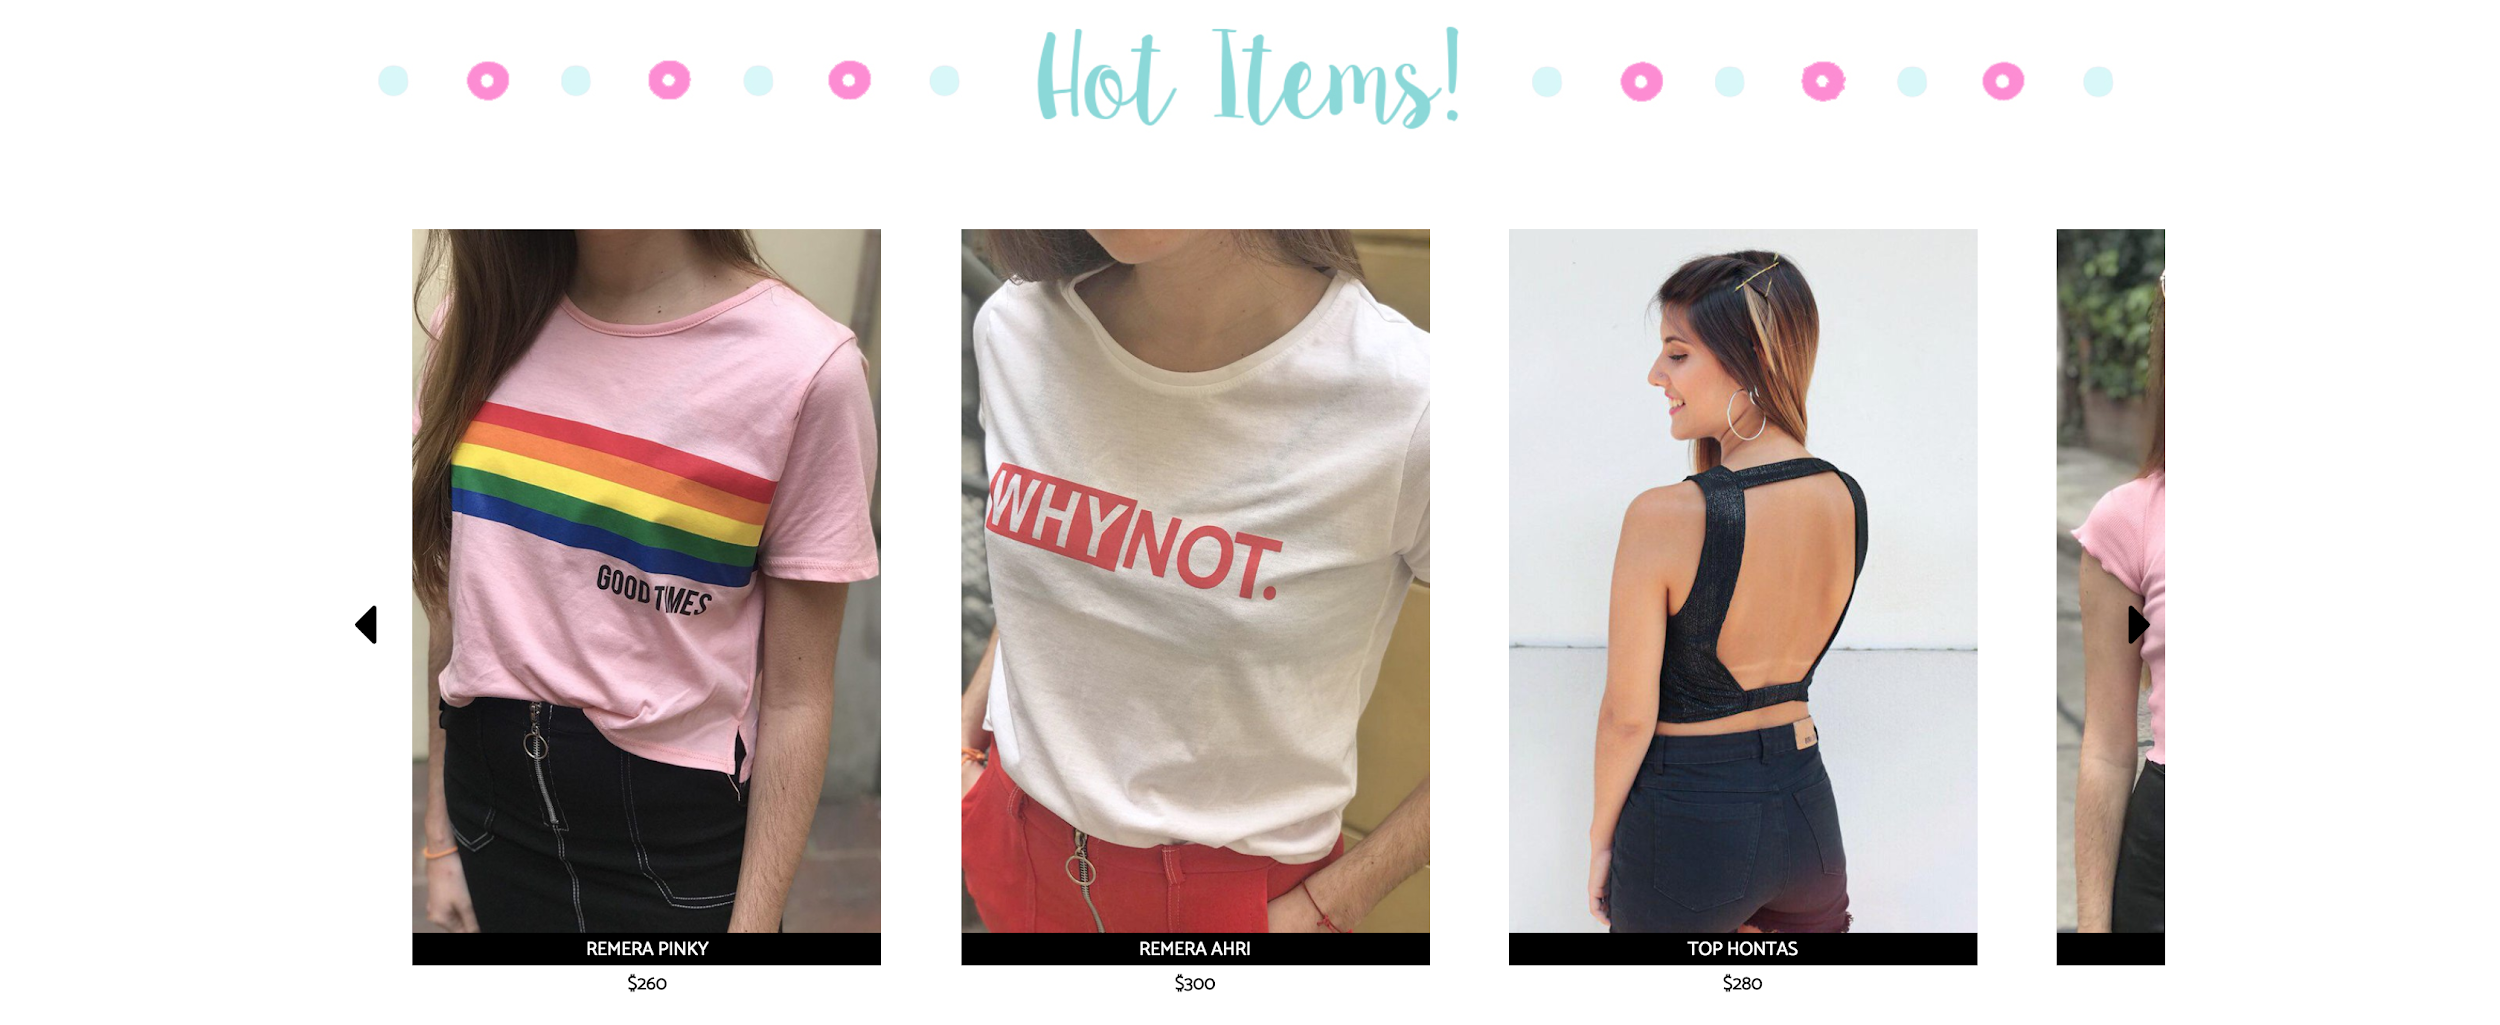 Hot Items!
GOOD TIMES
WHYNOT.
REMERA PINKY
REMERA AHRI
TOP HONTAS
$260
$300
$280